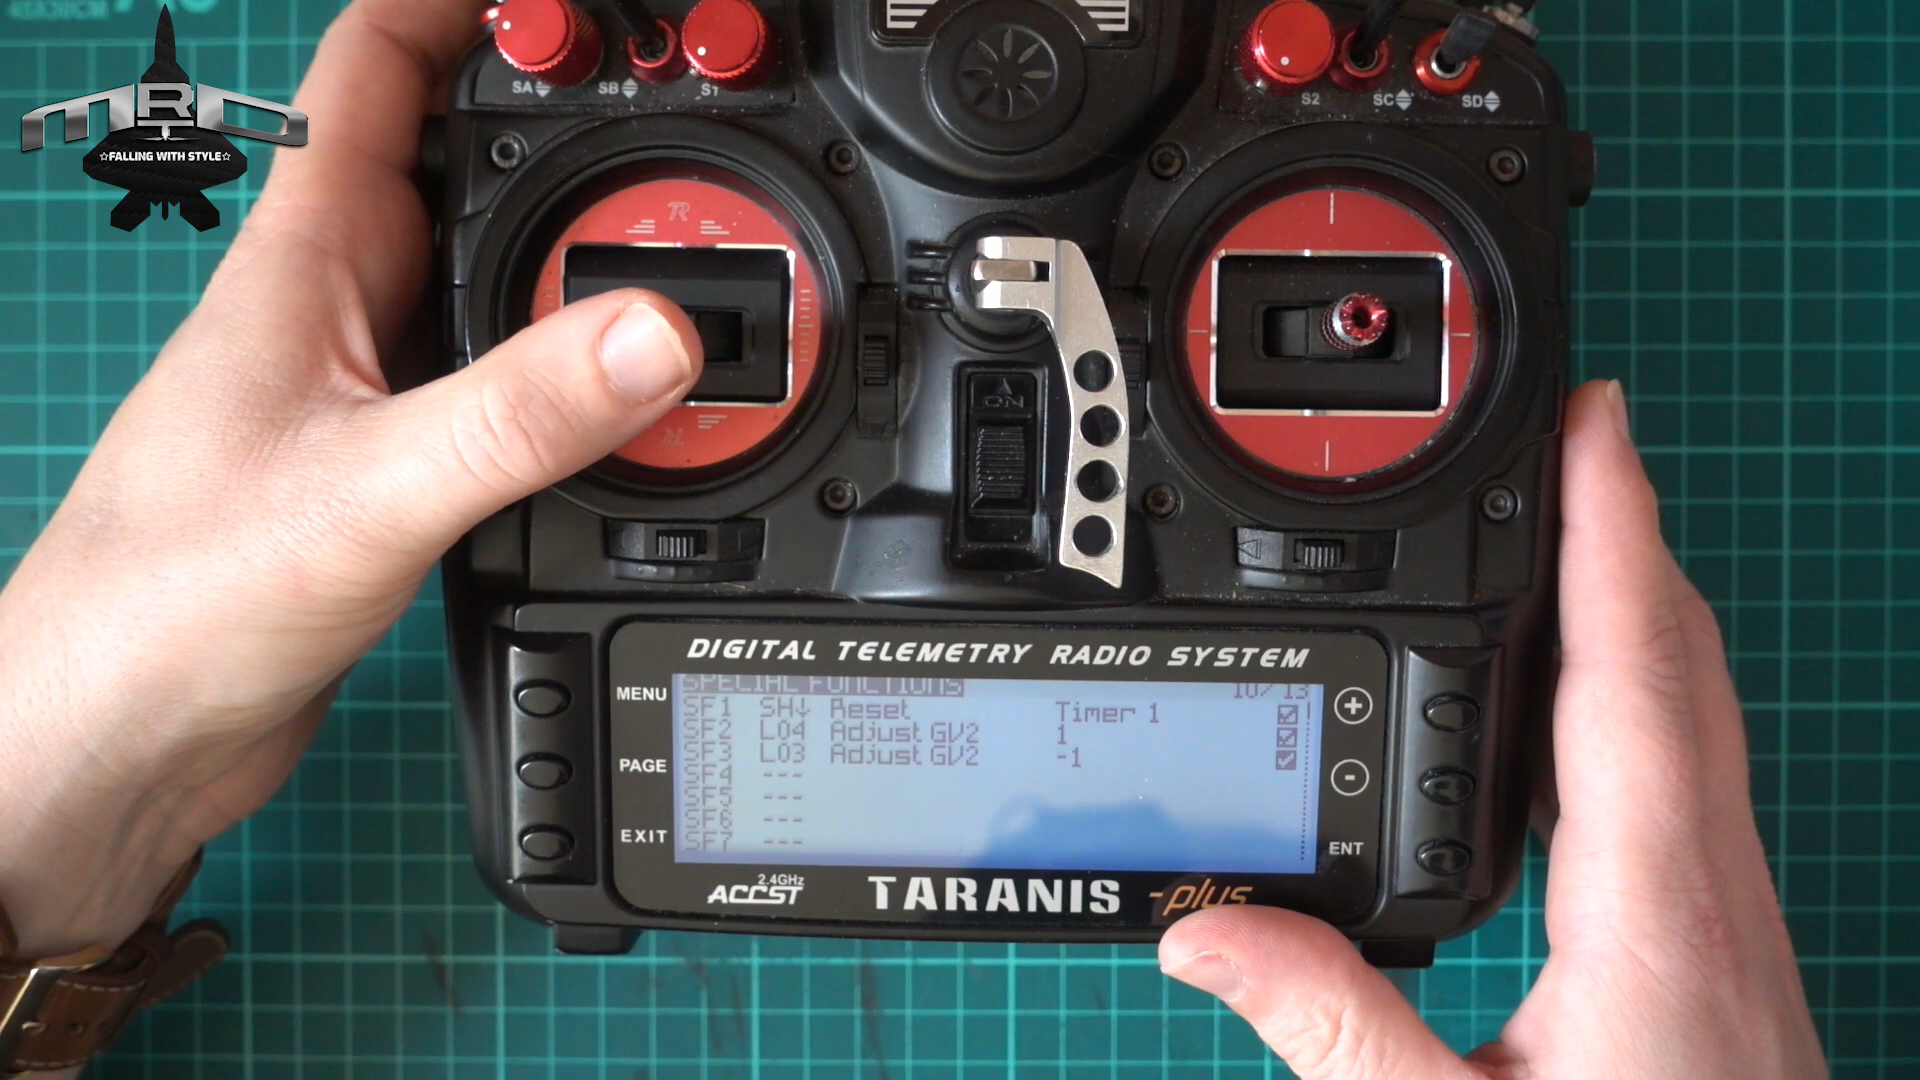 MRD
☆FALLING WITH STYLE☆
SA
SB
S1
S2
SC
SD
ON
DIGITAL TELEMETRY RADIO SYSTEM
MENU
PAGE
EXIT
SPECIAL FUNCTIONS 10/13
SF1 SH↓ Reset Timer 1
SF2 L04 Adjust GV2 1
SF3 L03 Adjust GV2 -1
SF4 ---
SF5 ---
SF6 ---
SF7 ---
+
-
ENT
2.4GHz
ACCST
TARANIS -plus